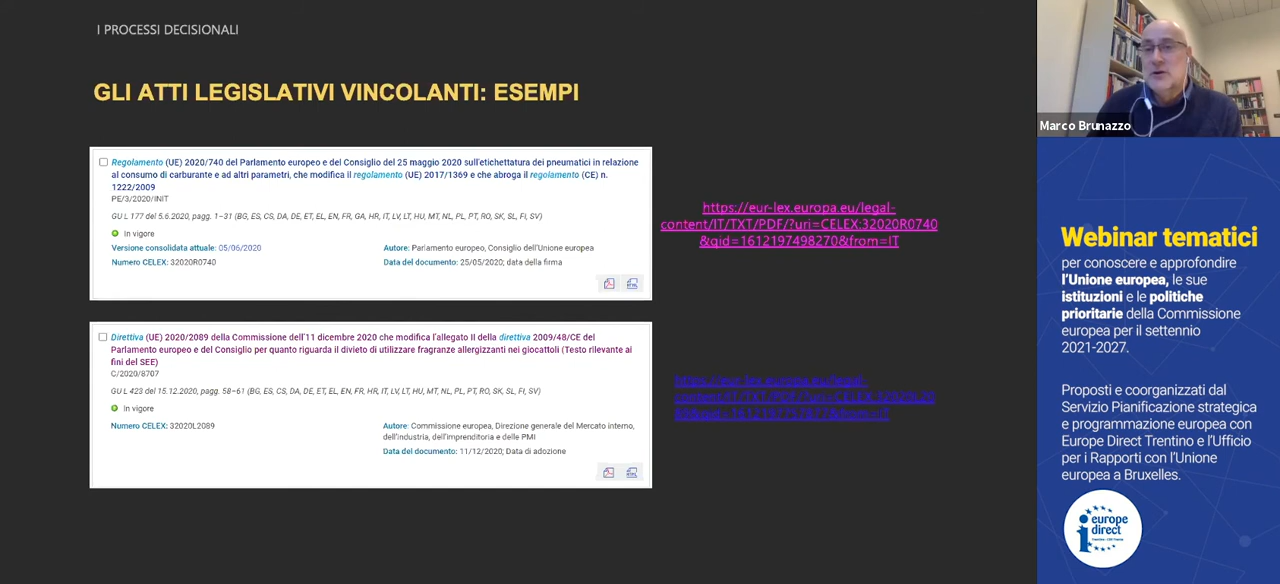 I PROCESSI DECISIONALI
GLI ATTI LEGISLATIVI VINCOLANTI: ESEMPI
Regolamento (UE) 2020/740 del Parlamento europeo e del Consiglio del 25 maggio 2020 sull'etichettatura dei pneumatici in relazione
al consumo di carburante e ad altri parametri, che modifica il regolamento (UE) 2017/1369 e che abroga il regolamento (CE) n.
1222/2009
PE/3/2020/INIT
GU L 177 del 5.6.2020, pagg. 1–31 (BG, ES, CS, DA, DE, ET, EL, EN, FR, GA, HR, IT, LV, LT, HU, MT, NL, PL, PT, RO, SK, SL, FI, SV)
In vigore
Versione consolidata attuale: 05/06/2020
Autore: Parlamento europeo, Consiglio dell'Unione europea
Numero CELEX: 32020R0740
Data del documento: 25/05/2020; data della firma
https://eur-lex.europa.eu/legal-
content/IT/TXT/PDF/?uri=CELEX:32020R0740
&qid=1612197498270&from=IT
Direttiva (UE) 2020/2089 della Commissione dell'11 dicembre 2020 che modifica l'allegato II della direttiva 2009/48/CE del
Parlamento europeo e del Consiglio per quanto riguarda il divieto di utilizzare fragranze allergizzanti nei giocattoli (Testo rilevante ai
fini del SEE)
C/2020/8707
GU L 423 del 15.12.2020, pagg. 58–61 (BG, ES, CS, DA, DE, ET, EL, EN, FR, HR, IT, LV, LT, HU, MT, NL, PL, PT, RO, SK, SL, FI, SV)
In vigore
Numero CELEX: 32020L2089
Autore: Commissione europea, Direzione generale del Mercato interno,
dell'industria, dell'imprenditoria e delle PMI
Data del documento: 11/12/2020; Data di adozione
https://eur-lex.europa.eu/legal-
content/IT/TXT/PDF/?uri=CELEX:32020L20
Marco Brunazzo
Webinar tematici
per conoscere e approfondire
l'Unione europea, le sue
istituzioni e le politiche
prioritarie della Commissione
europea per il settennio
2021-2027.
Proposti e coorganizzati dal
Servizio Pianificazione strategica
e programmazione europea con
Europe Direct Trentino e l'Ufficio
per i Rapporti con l'Unione
europea a Bruxelles.
europe
direct